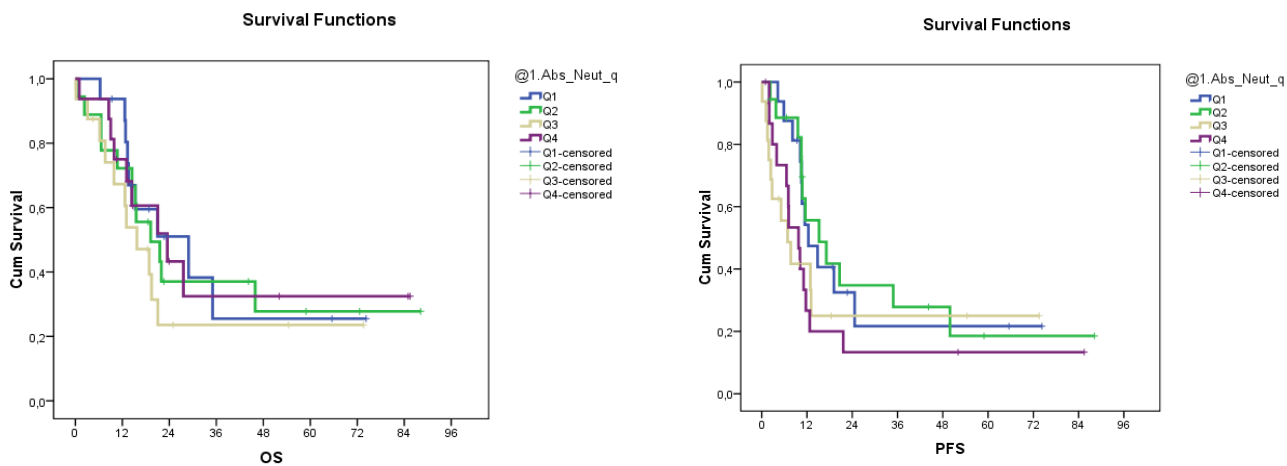 Survival Functions
@1.Abs_Neut_q
Q1
Q2
Q3
Q4
Q1-censored
Q2-censored
Q3-censored
Q4-censored
Cum Survival
1,0
0,8
0,6
0,4
0,2
0,0
0 12 24 36 48 60 72 84 96
OS
Survival Functions
@1.Abs_Neut_q
Q1
Q2
Q3
Q4
Q1-censored
Q2-censored
Q3-censored
Q4-censored
Cum Survival
1,0
0,8
0,6
0,4
0,2
0,0
0 12 24 36 48 60 72 84 96
PFS